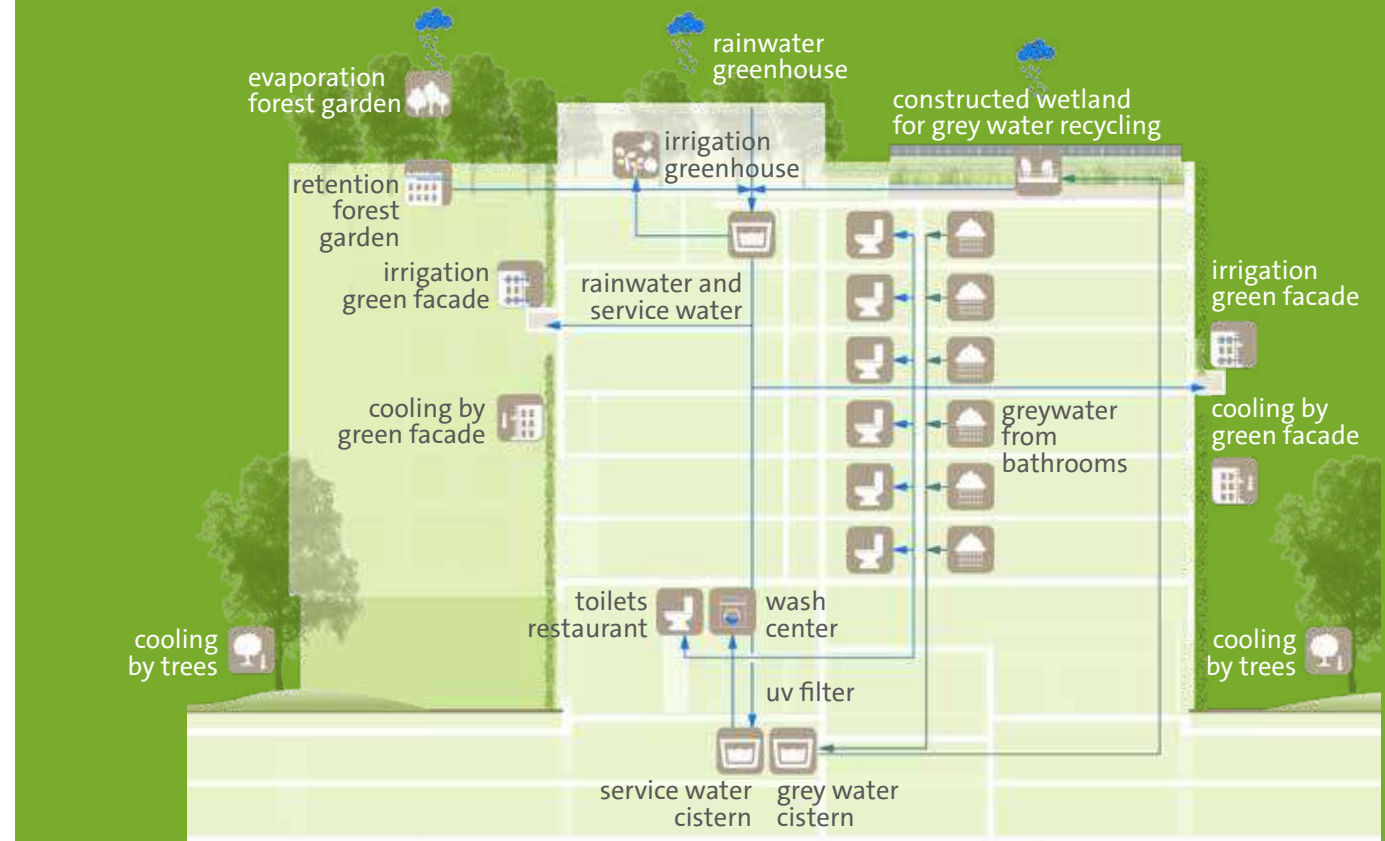 rainwater
greenhouse
evaporation
forest garden
constructed wetland
for grey water recycling
irrigation
greenhouse
retention
forest
garden
irrigation
green facade
rainwater and
service water
irrigation
green facade
cooling by
green facade
greywater
from
bathrooms
cooling by
green facade
toilets
restaurant
wash
center
cooling
by trees
cooling
by trees
uv filter
service water
cistern
grey water
cistern